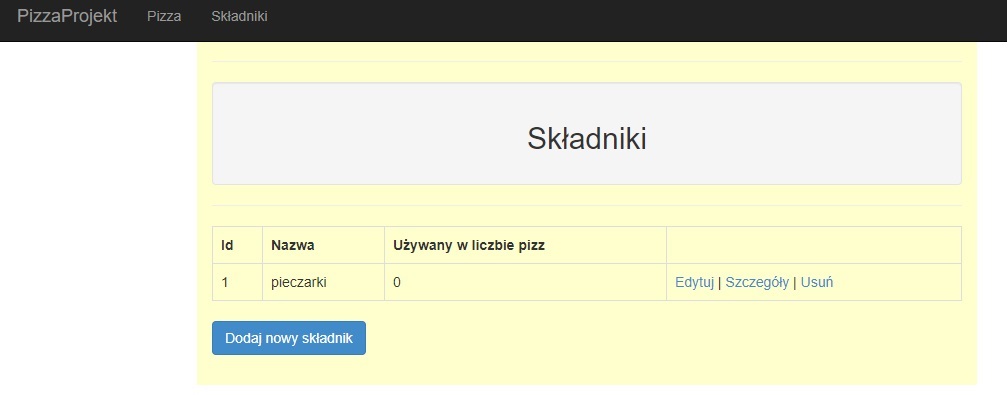 PizzaProjekt Pizza Składniki
Składniki
Id Nazwa Używany w liczbie pizz
1 pieczarki 0 Edytuj | Szczegóły | Usuń
Dodaj nowy składnik